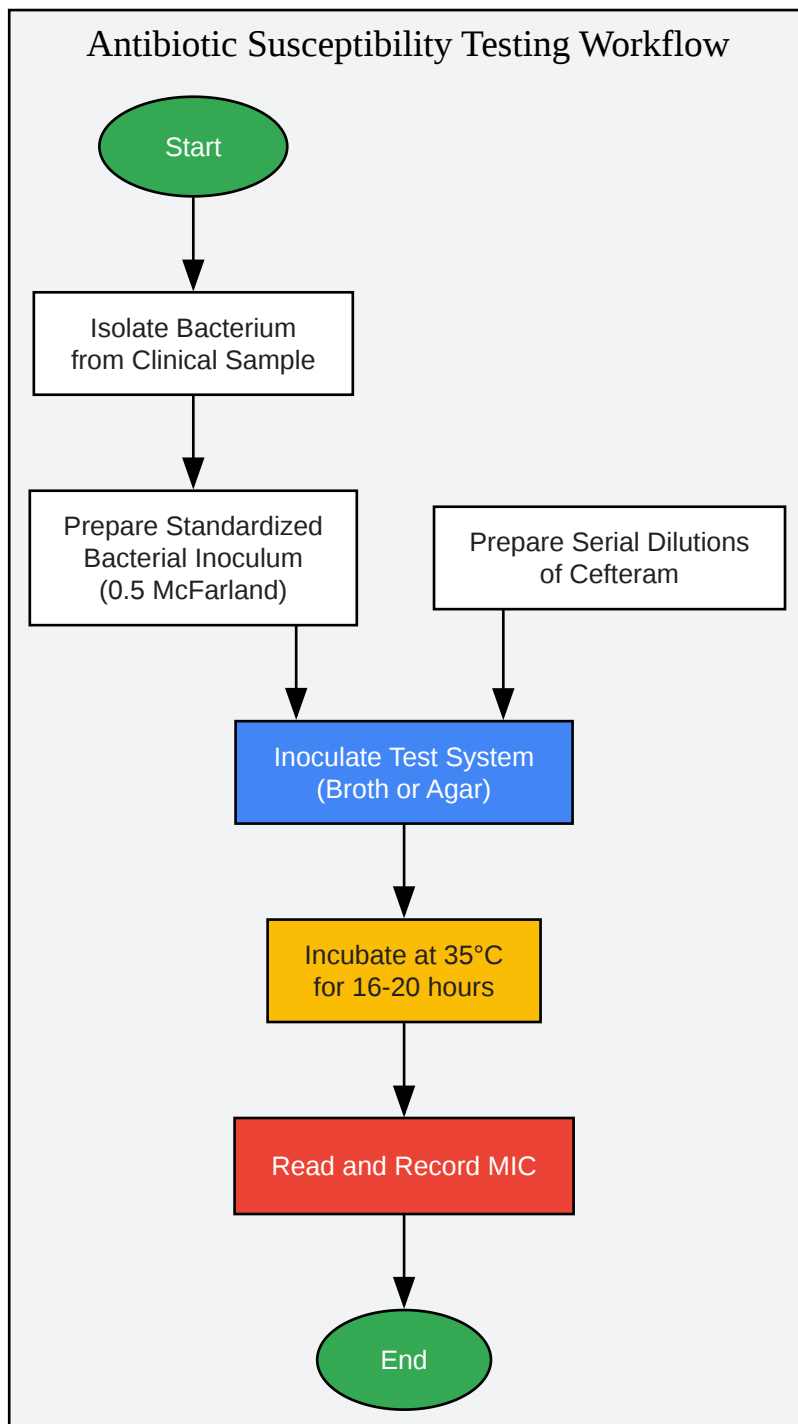 Antibiotic Susceptibility Testing Workflow
Start
Isolate Bacterium
from Clinical Sample
Prepare Standardized
Bacterial Inoculum
(0.5 McFarland)
Prepare Serial Dilutions
of Cefteram
Inoculate Test System
(Broth or Agar)
Incubate at 35°C
for 16-20 hours
Read and Record MIC
End